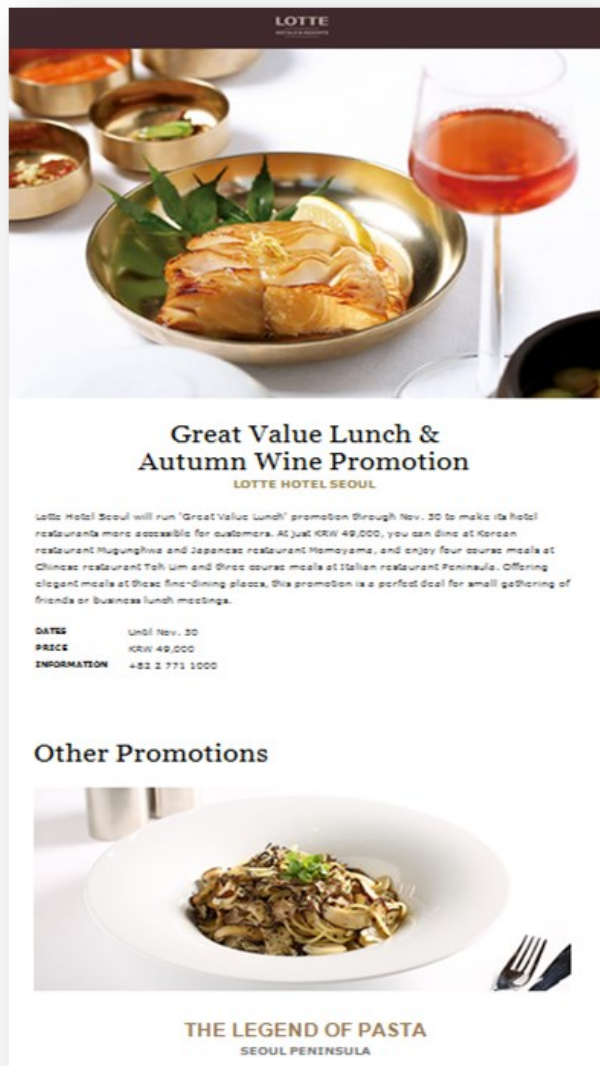 LOTTE
HOTELS & RESORTS
Great Value Lunch &
Autumn Wine Promotion
LOTTE HOTEL SEOUL
Lotte Hotel Seoul will run 'Great Value Lunch' promotion through Nov. 30 to make its hotel
restaurants more accessible for customers. At just KRW 49,000, you can dine at Korean
restaurant Mugunghwa and Japanese restaurant Momoyama, and enjoy four course meals at
Chinese restaurant Toh Lim and three course meals at Italian restaurant Peninsula. Offering
elegant meals at these fine-dining places, this promotion is a perfect deal for small gathering of
friends or business lunch meetings.
DATES Until Nov. 30
PRICE KRW 49,000
INFORMATION +82 2 771 1000
Other Promotions
THE LEGEND OF PASTA
SEOUL PENINSULA